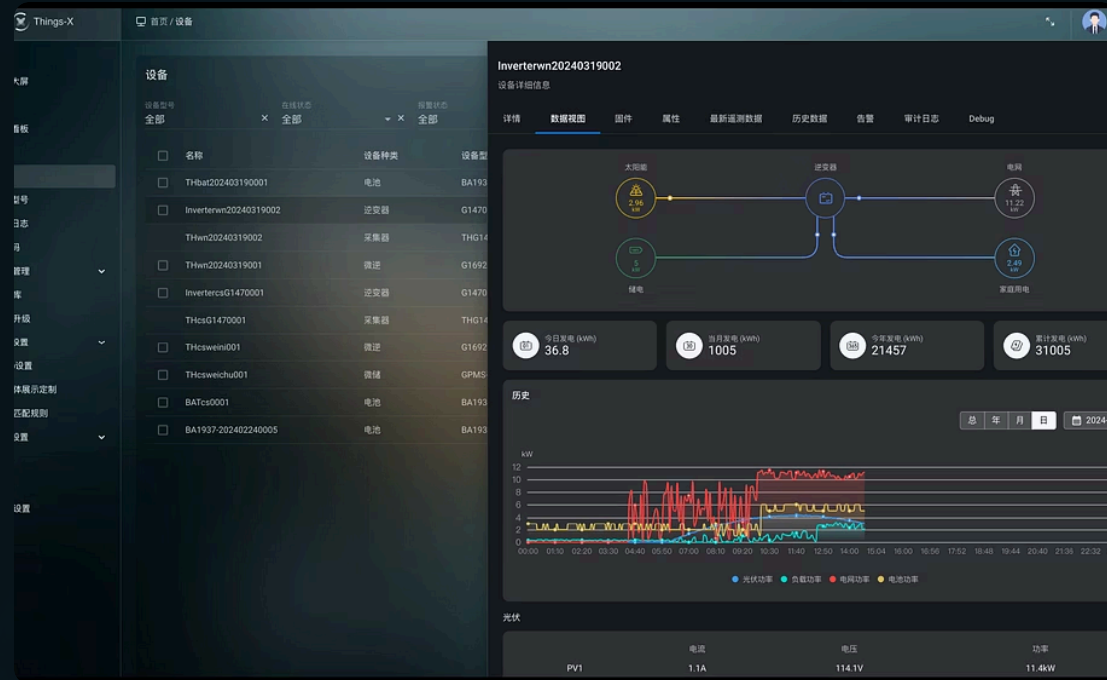 Things-X
首页 / 设备
大屏
看板
型号
日志
码
管理
库
升级
设置
设置
体展示定制
匹配规则
设置
设置
设备
设备型号
全部 ×
在线状态
全部 ×
报警状态
全部
名称 设备种类 设备型
THbat202403190001 电池 BA193
Inverterwn20240319002 逆变器 G1470
THwn20240319002 采集器 THG14
THwn20240319001 微逆 G1692
InvertercsG1470001 逆变器 G1470
THcsG1470001 采集器 THG14
THcsweini001 微逆 G1692
THcsweichu001 微储 GPMS
BATcs0001 电池 BA193
BA1937-202402240005 电池 BA193
Inverterwn20240319002
设备详细信息
详情 数据视图 固件 属性 最新遥测数据 历史数据 告警 审计日志 Debug
太阳能 逆变器 电网
2.96 kW
11.22 kW
5 kW
2.49 kW
储电 家庭用电
今日发电 (kWh)
36.8
当月发电 (kWh)
1005
今年发电 (kWh)
21457
累计发电 (kWh)
31005
历史
总 年 月 日 2024-
kW
12
10
8
6
4
2
0
00:00 01:10 02:20 03:30 04:40 05:50 07:00 08:10 09:20 10:30 11:40 12:50 14:00 15:04 16:00 16:56 17:52 18:48 19:44 20:40 21:36 22:32
光伏功率 负载功率 电网功率 电池功率
光伏
电流 电压 功率
PV1 1.1A 114.1V 11.4kW